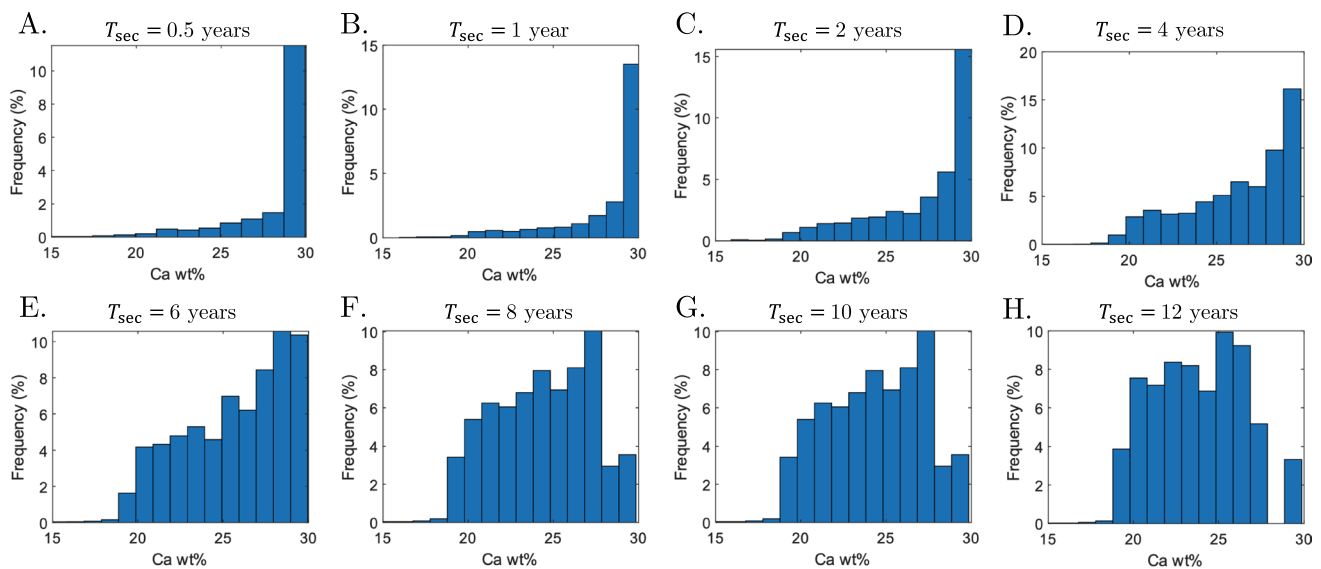 A. T_sec = 0.5 years
Frequency (%)
10
8
6
4
2
0
15 20 25 30
Ca wt%
B. T_sec = 1 year
Frequency (%)
15
10
5
0
15 20 25 30
Ca wt%
C. T_sec = 2 years
Frequency (%)
15
10
5
0
15 20 25 30
Ca wt%
D. T_sec = 4 years
Frequency (%)
20
15
10
5
0
15 20 25 30
Ca wt%
E. T_sec = 6 years
Frequency (%)
10
8
6
4
2
0
15 20 25 30
Ca wt%
F. T_sec = 8 years
Frequency (%)
10
8
6
4
2
0
15 20 25 30
Ca wt%
G. T_sec = 10 years
Frequency (%)
10
8
6
4
2
0
15 20 25 30
Ca wt%
H. T_sec = 12 years
Frequency (%)
10
8
6
4
2
0
15 20 25 30
Ca wt%